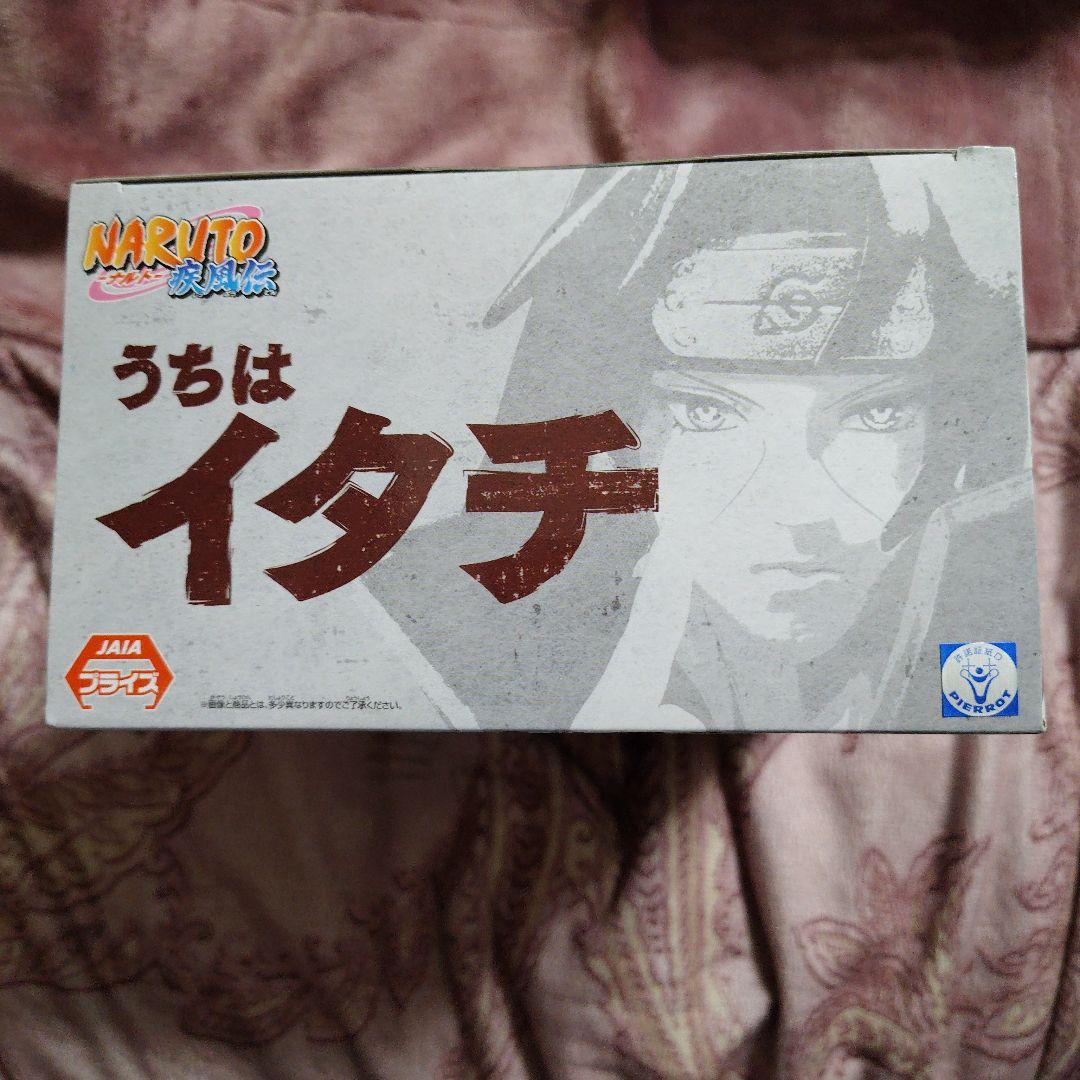 NARUTO
-ナルト-
疾風伝
うちは
イタチ
JAIA
プライズ
※画像と商品とは、多少異なりますのでご了承ください。
許諾証紙D
PIERROT